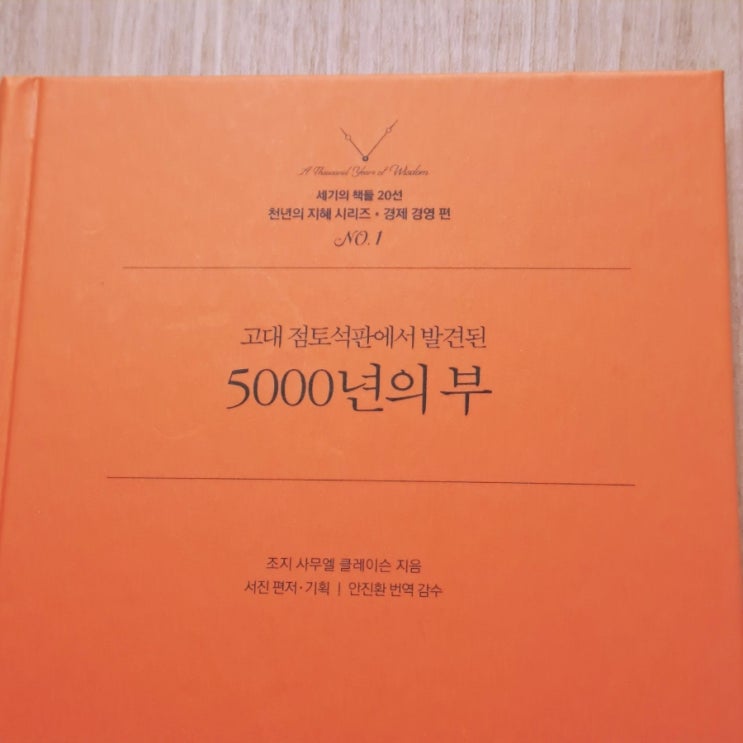 A Thousand Years of Wisdom
세기의 책들 20선
천년의 지혜 시리즈 • 경제 경영 편
NO. 1
고대 점토석판에서 발견된
5000년의 부
조지 사무엘 클레이슨 지음
서진 편저·기획 | 안진환 번역 감수